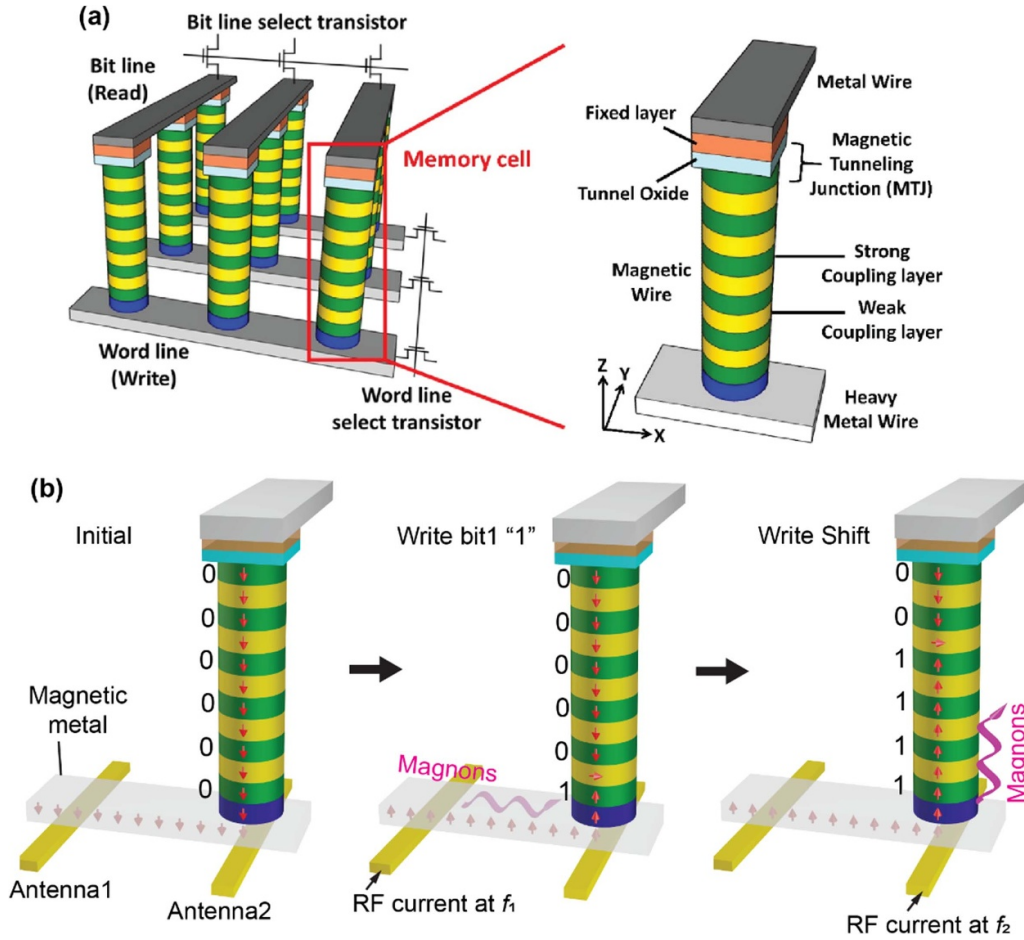 (a)
Bit line select transistor
Bit line
(Read)
Memory cell
Word line
(Write)
Word line
select transistor
Metal Wire
Fixed layer
Magnetic
Tunneling
Junction (MTJ)
Tunnel Oxide
Magnetic
Wire
Strong
Coupling layer
Weak
Coupling layer
Z
Y
X
Heavy
Metal Wire
(b)
Initial
0
0
0
0
0
0
Magnetic
metal
Antenna1
Antenna2
Write bit1 “1”
0
0
0
0
0
1
Magnons
RF current at f₁
Write Shift
0
0
1
1
1
1
Magnons
RF current at f₂